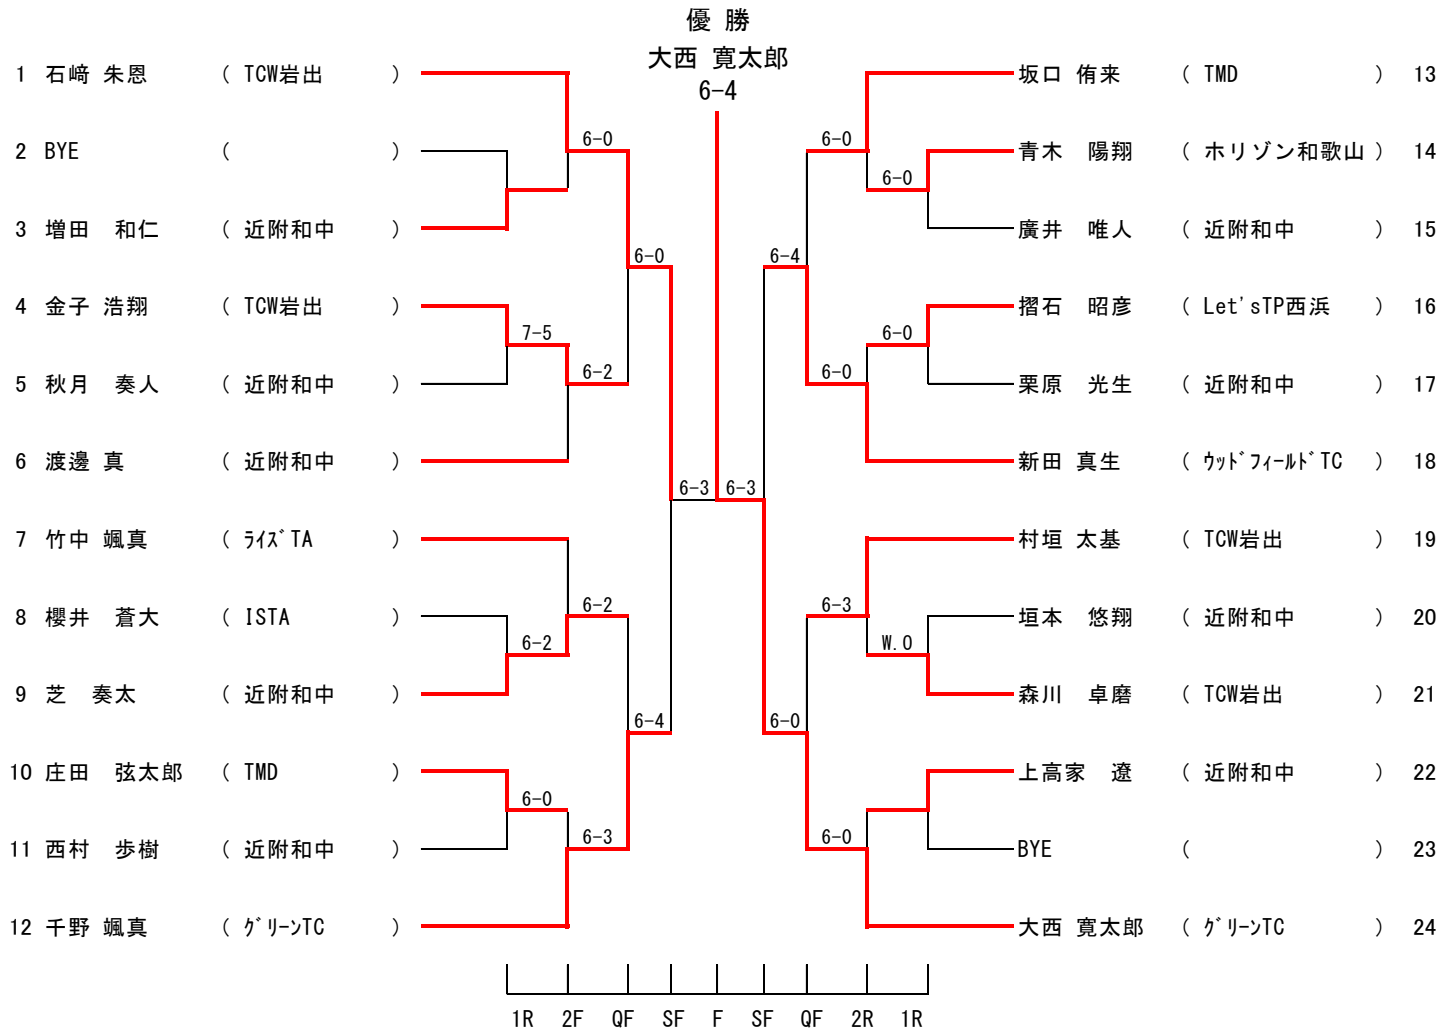 優 勝
大西 寛太郎
6-4
1 石﨑 朱恩 ( TCW岩出 )
2 BYE ( )
3 増田 和仁 ( 近附和中 )
4 金子 浩翔 ( TCW岩出 )
5 秋月 奏人 ( 近附和中 )
6 渡邊 真 ( 近附和中 )
7 竹中 颯真 ( ﾗｲｽﾞTA )
8 櫻井 蒼大 ( ISTA )
9 芝 奏太 ( 近附和中 )
10 庄田 弦太郎 ( TMD )
11 西村 歩樹 ( 近附和中 )
12 千野 颯真 ( ｸﾞﾘｰﾝTC )
6-0
7-5
6-2
6-2
6-2
6-0
6-3
6-0
6-4
6-3
6-3
6-4
6-0
6-0
6-0
6-3
6-0
6-0
6-0
W.O
坂口 侑来 ( TMD ) 13
青木 陽翔 ( ホリゾン和歌山 ) 14
廣井 唯人 ( 近附和中 ) 15
摺石 昭彦 ( Let'sTP西浜 ) 16
栗原 光生 ( 近附和中 ) 17
新田 真生 ( ｳｯﾄﾞﾌｨｰﾙﾄﾞTC ) 18
村垣 太基 ( TCW岩出 ) 19
垣本 悠翔 ( 近附和中 ) 20
森川 卓磨 ( TCW岩出 ) 21
上高家 遼 ( 近附和中 ) 22
BYE ( ) 23
大西 寛太郎 ( ｸﾞﾘｰﾝTC ) 24
1R 2F QF SF F SF QF 2R 1R